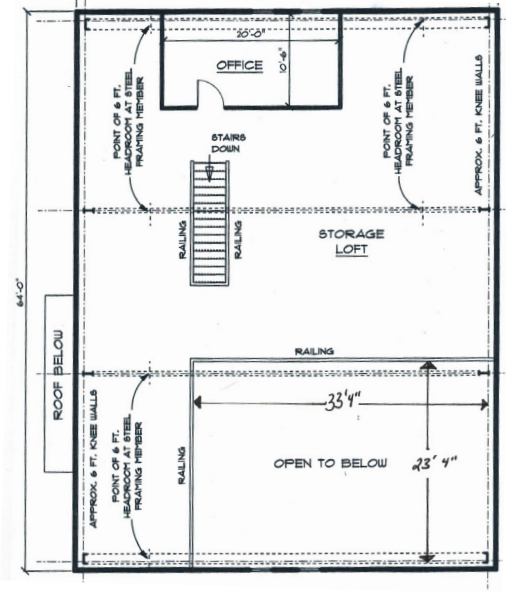 20'-0"
OFFICE
10'-6"
POINT OF 6 FT.
HEADROOM AT STEEL
FRAMING MEMBER
POINT OF 6 FT.
HEADROOM AT STEEL
FRAMING MEMBER
APPROX. 6 FT. KNEE WALLS
STAIRS
DOWN
RAILING
RAILING
STORAGE
LOFT
64'-0"
RAILING
ROOF BELOW
APPROX. 6 FT. KNEE WALLS
POINT OF 6 FT.
HEADROOM AT STEEL
FRAMING MEMBER
RAILING
33'4"
OPEN TO BELOW
23' 4"